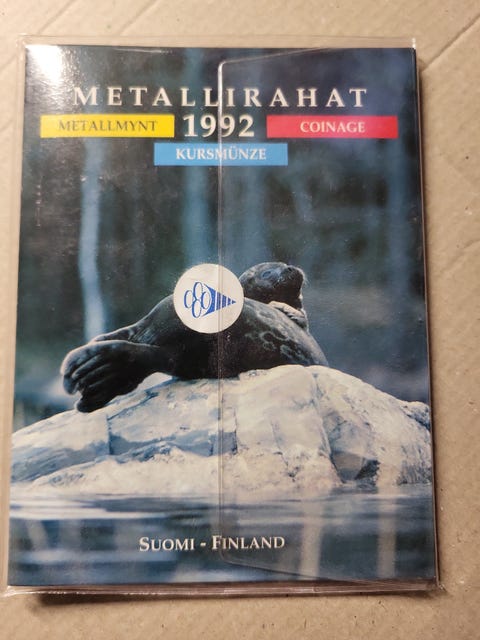 METALLIRAHAT
METALLMYNT 1992 COINAGE
KURSMÜNZE
SUOMI - FINLAND